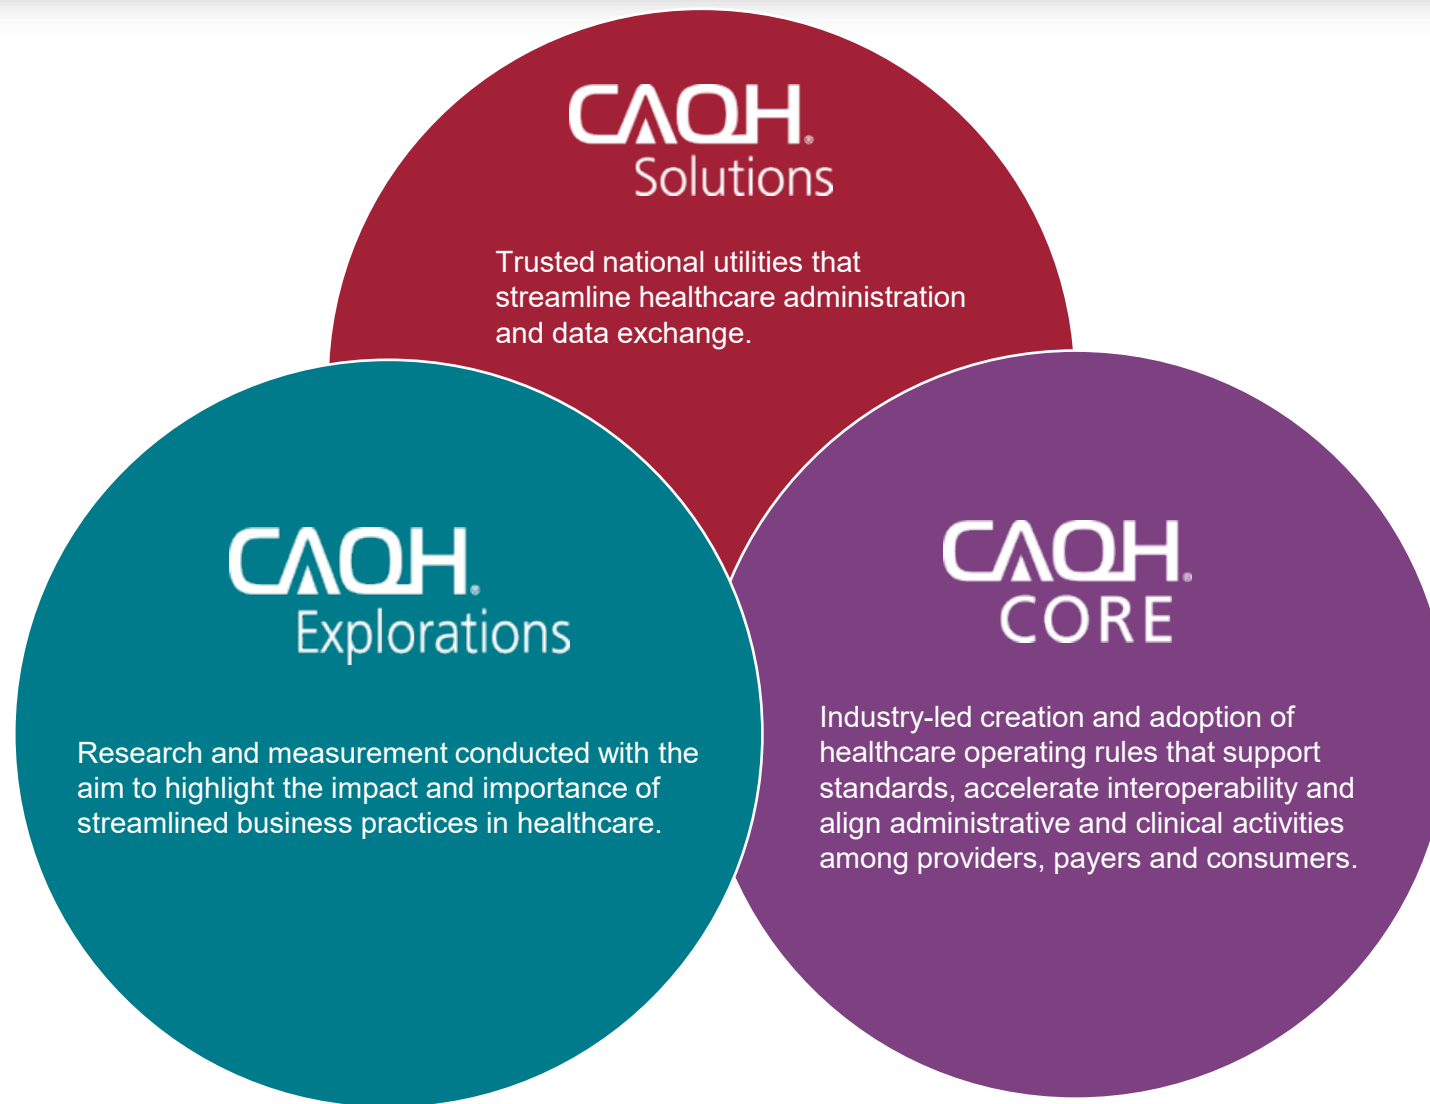 CAQH®
Solutions
Trusted national utilities that
streamline healthcare administration
and data exchange.
CAQH®
Explorations
Research and measurement conducted with the
aim to highlight the impact and importance of
streamlined business practices in healthcare.
CAQH®
CORE
Industry-led creation and adoption of
healthcare operating rules that support
standards, accelerate interoperability and
align administrative and clinical activities
among providers, payers and consumers.